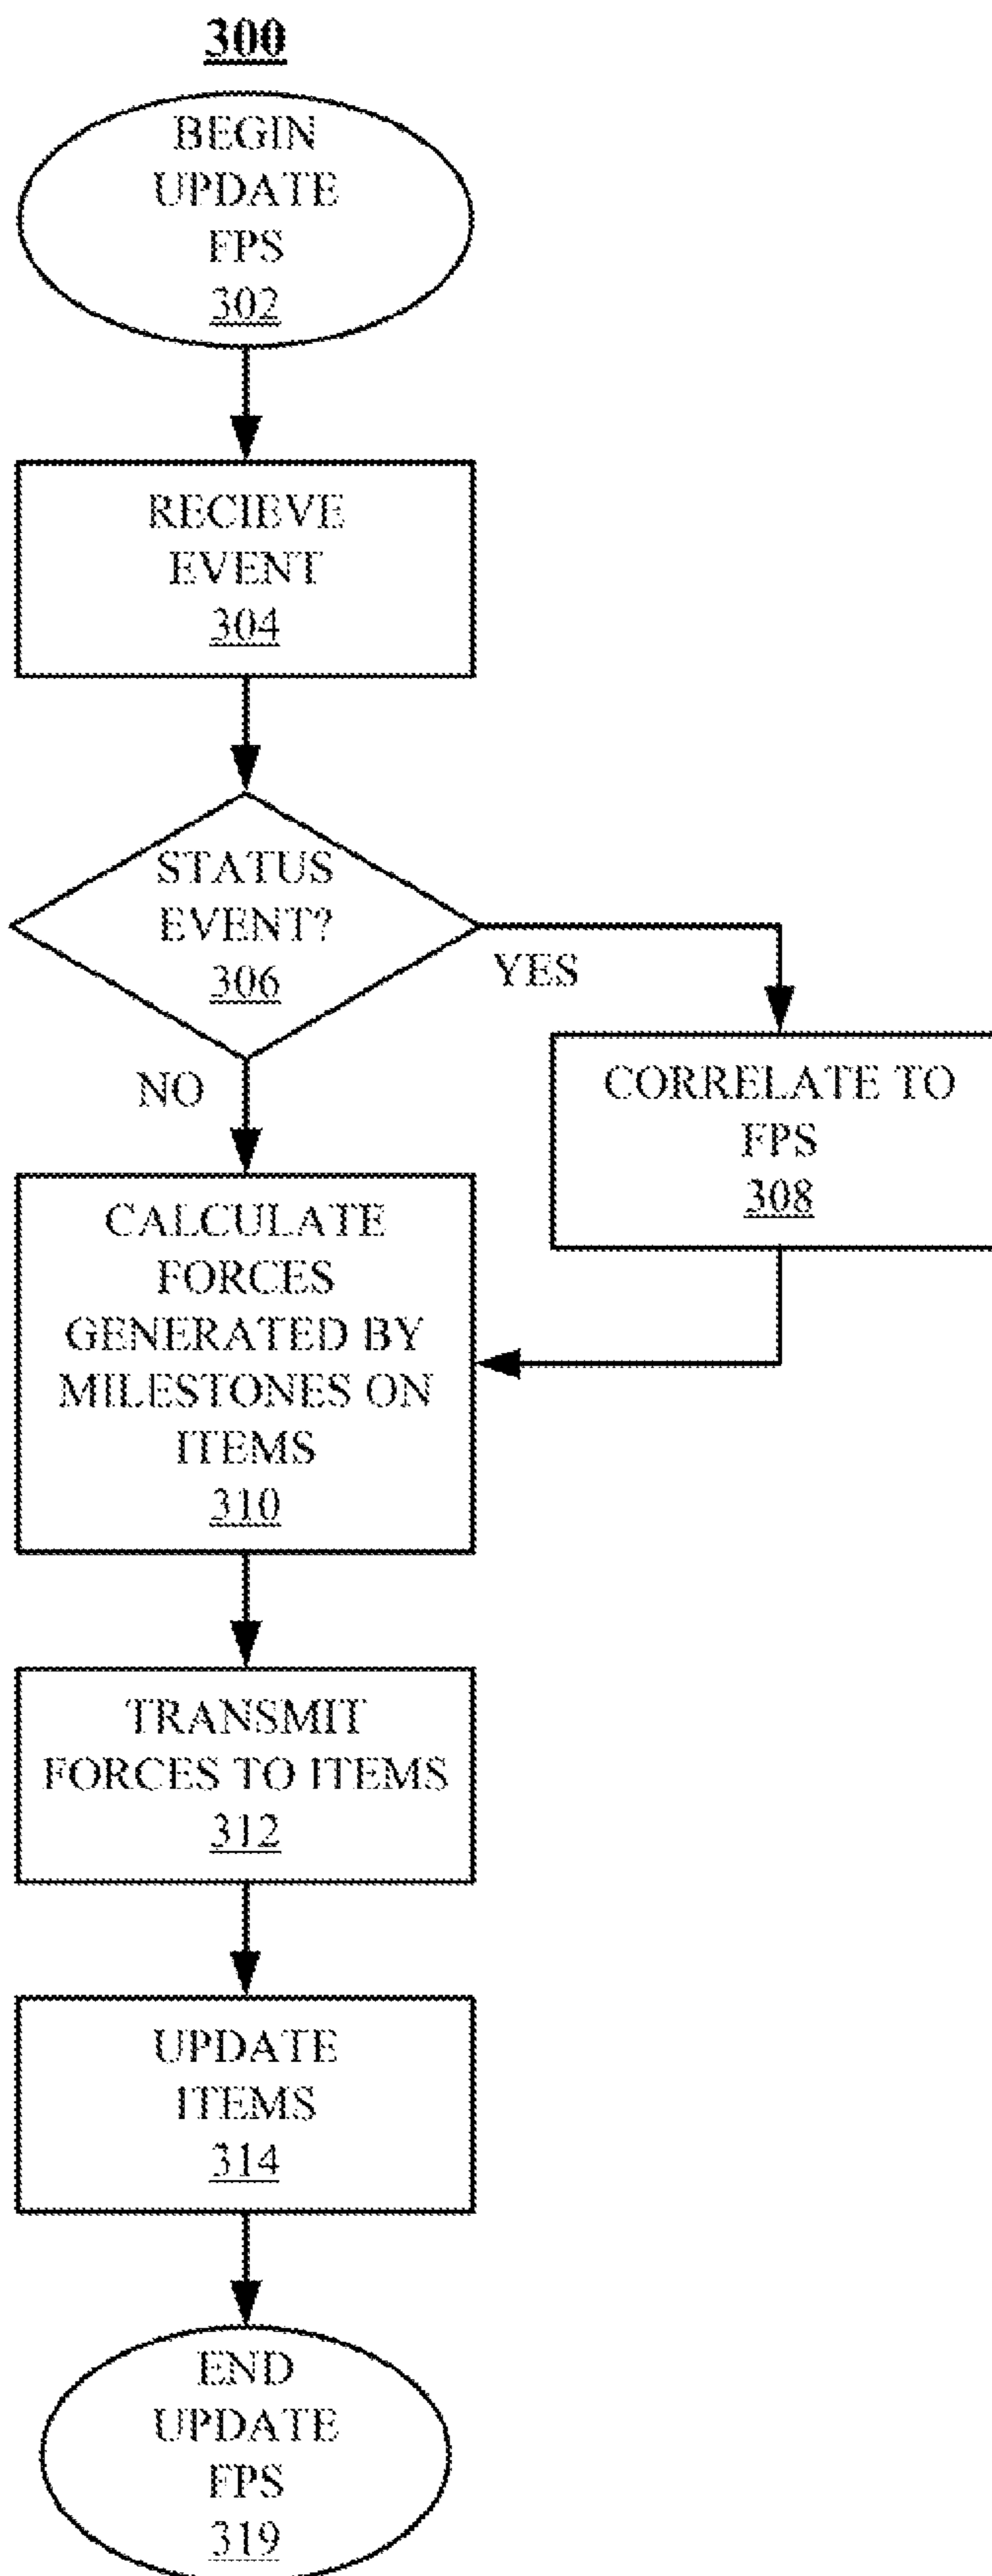 300
BEGIN
UPDATE
FPS
302
RECIEVE
EVENT
304
STATUS
EVENT?
306
YES
NO
CORRELATE TO
FPS
308
CALCULATE
FORCES
GENERATED BY
MILESTONES ON
ITEMS
310
TRANSMIT
FORCES TO ITEMS
312
UPDATE
ITEMS
314
END
UPDATE
FPS
319